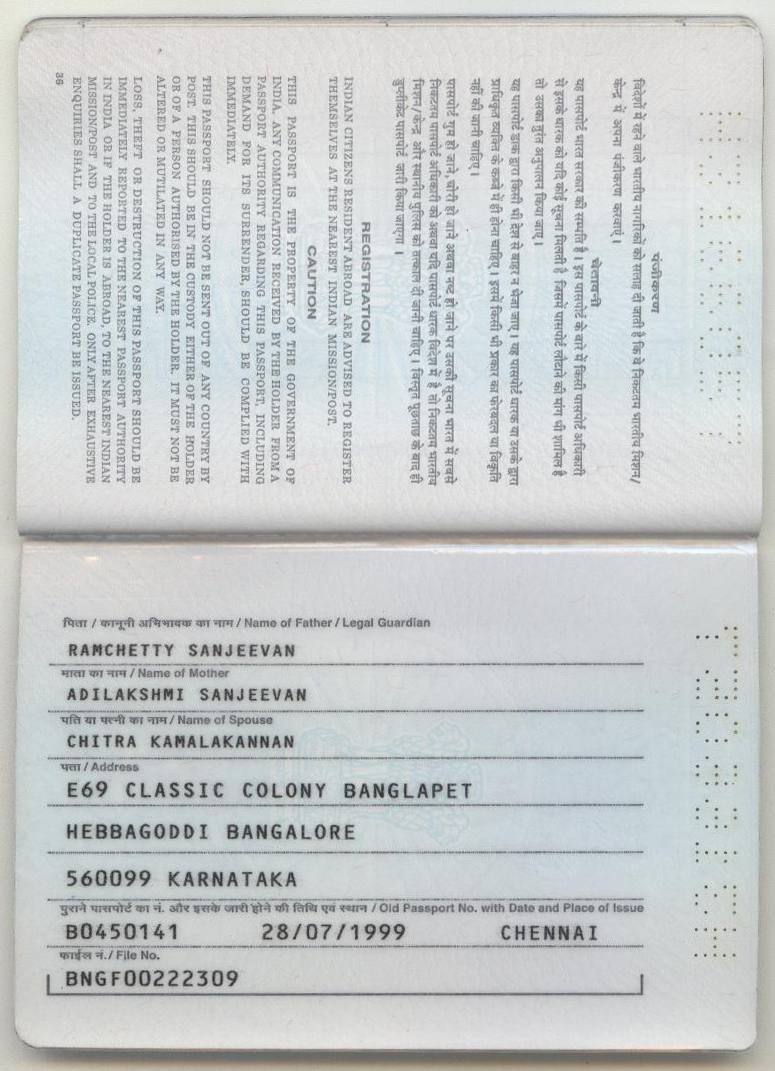 पंजीकरण
विदेशों में रहने वाले भारतीय नागरिकों को सलाह दी जाती है कि वे निकटतम भारतीय मिशन/
केन्द्र में अपना पंजीकरण करवाएं ।
चेतावनी
यह पासपोर्ट भारत सरकार की सम्पत्ति है । इस पासपोर्ट के बारे में किसी पासपोर्ट अधिकारी
से इसके धारक को यदि कोई सूचना मिलती है जिसमें पासपोर्ट लौटाने की मांग भी शामिल है
तो उसका तुरंत अनुपालन किया जाए ।
यह पासपोर्ट डाक द्वारा किसी भी देश से बाहर न भेजा जाए । यह पासपोर्ट धारक या उसके द्वारा
प्राधिकृत व्यक्ति के कब्जे में ही होना चाहिए । इसमें किसी भी प्रकार का फेरबदल या विकृति
नहीं की जानी चाहिए ।
पासपोर्ट गुम हो जाने, चोरी हो जाने अथवा नष्ट हो जाने पर उसकी सूचना भारत में सबसे
निकटतम पासपोर्ट अधिकारी को अथवा यदि पासपोर्ट धारक विदेश में है तो निकटतम भारतीय
मिशन/केन्द्र और स्थानीय पुलिस को तत्काल दी जानी चाहिए । विस्तृत पूछताछ के बाद ही
डुप्लीकेट पासपोर्ट जारी किया जाएगा ।
REGISTRATION
INDIAN CITIZENS RESIDENT ABROAD ARE ADVISED TO REGISTER
THEMSELVES AT THE NEAREST INDIAN MISSION/POST.
CAUTION
THIS PASSPORT IS THE PROPERTY OF THE GOVERNMENT OF
INDIA. ANY COMMUNICATION RECEIVED BY THE HOLDER FROM A
PASSPORT AUTHORITY REGARDING THIS PASSPORT, INCLUDING
DEMAND FOR ITS SURRENDER, SHOULD BE COMPLIED WITH
IMMEDIATELY.
THIS PASSPORT SHOULD NOT BE SENT OUT OF ANY COUNTRY BY
POST. THIS SHOULD BE IN THE CUSTODY EITHER OF THE HOLDER
OR OF A PERSON AUTHORISED BY THE HOLDER. IT MUST NOT BE
ALTERED OR MUTILATED IN ANY WAY.
LOSS, THEFT OR DESTRUCTION OF THIS PASSPORT SHOULD BE
IMMEDIATELY REPORTED TO THE NEAREST PASSPORT AUTHORITY
IN INDIA OR IF THE HOLDER IS ABROAD, TO THE NEAREST INDIAN
MISSION/POST AND TO THE LOCAL POLICE. ONLY AFTER EXHAUSTIVE
ENQUIRIES SHALL A DUPLICATE PASSPORT BE ISSUED.
36
पिता / कानूनी अभिभावक का नाम / Name of Father / Legal Guardian
RAMCHETTY SANJEEVAN
माता का नाम / Name of Mother
ADILAKSHMI SANJEEVAN
पति या पत्नी का नाम / Name of Spouse
CHITRA KAMALAKANNAN
पता / Address
E69 CLASSIC COLONY BANGLAPET
HEBBAGODDI BANGALORE
560099 KARNATAKA
पुराने पासपोर्ट का नं. और इसके जारी होने की तिथि एवं स्थान / Old Passport No. with Date and Place of Issue
B0450141 28/07/1999 CHENNAI
फाईल नं. / File No.
BNGF00222309